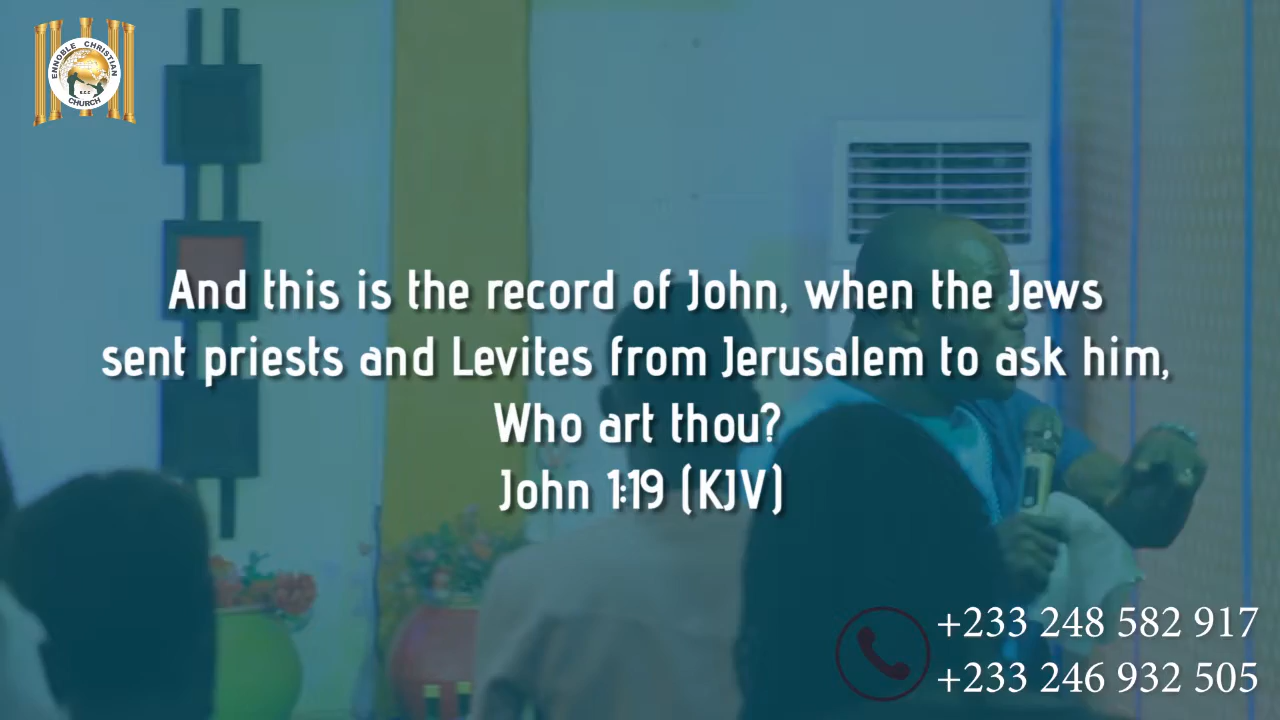 ENNOBLE CHRISTIAN
E.C.C
CHURCH
And this is the record of John, when the Jews
sent priests and Levites from Jerusalem to ask him,
Who art thou?
John 1:19 (KJV)
+233 248 582 917
+233 246 932 505